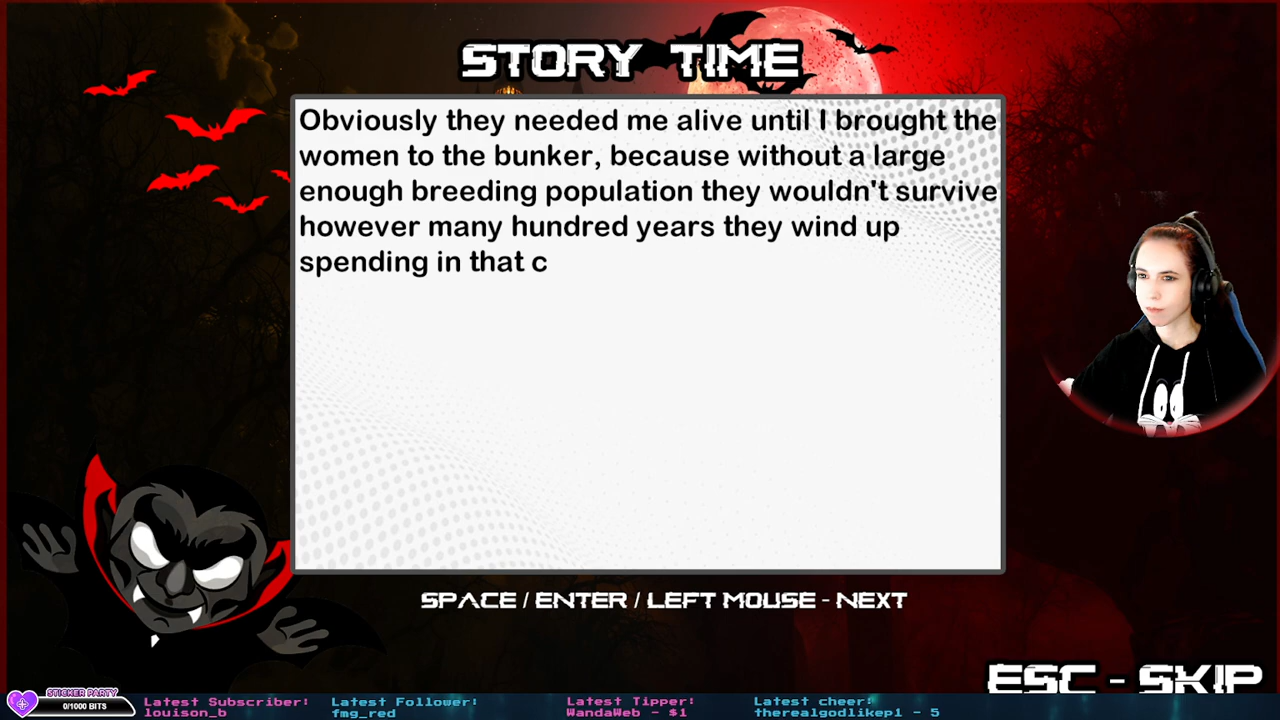 STORY TIME
Obviously they needed me alive until I brought the
women to the bunker, because without a large
enough breeding population they wouldn't survive
however many hundred years they wind up
spending in that c
SPACE / ENTER / LEFT MOUSE - NEXT
ESC - SKIP
STICKER PARTY
0/1000 BITS
Latest Subscriber:
louison_b
Latest Follower:
fmg_red
Latest Tipper:
WandaWeb - $1
Latest cheer:
therealgodlikep1 - 5